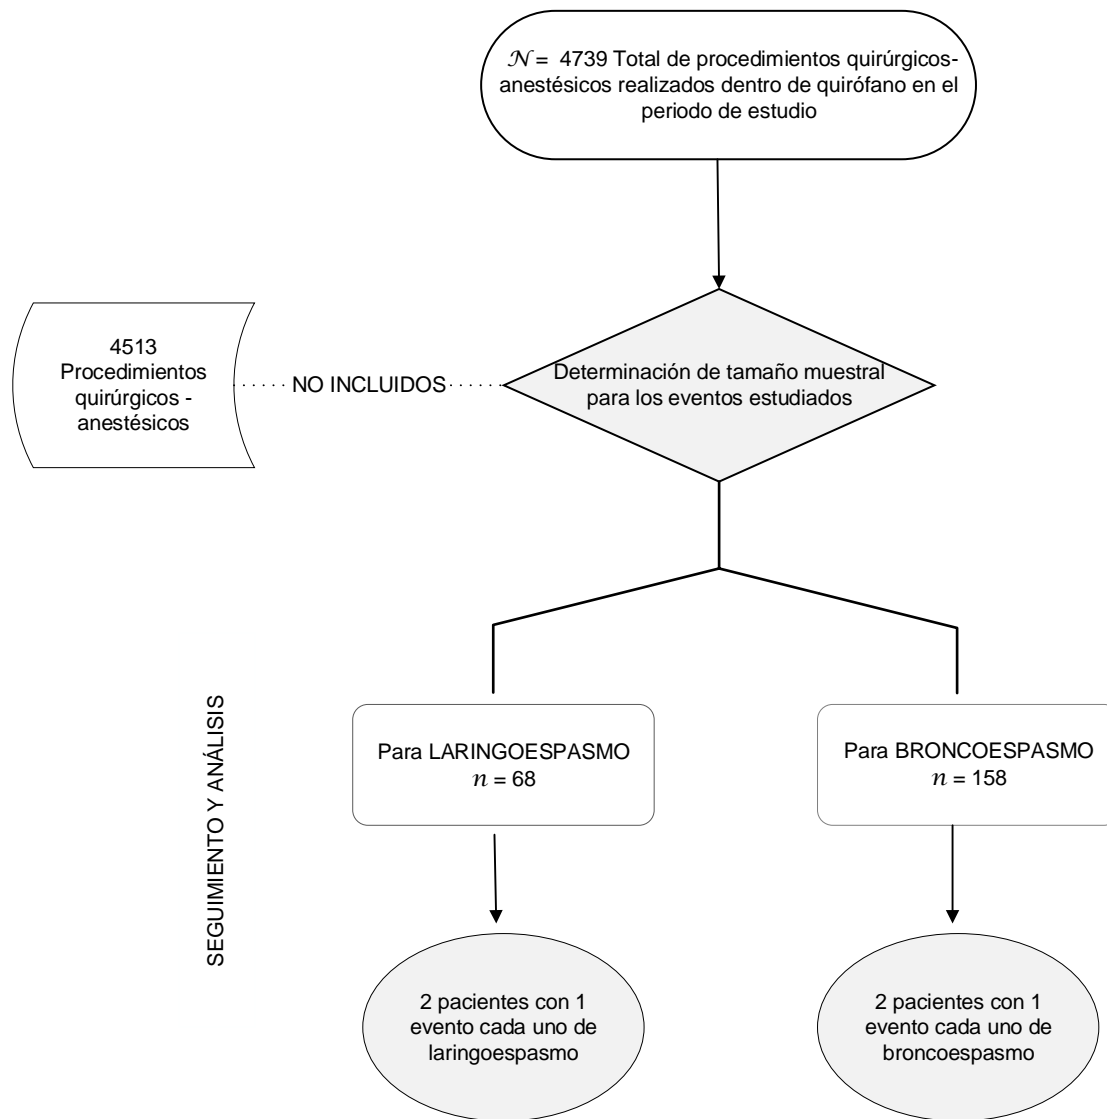 𝒩 =  4739 Total de procedimientos quirúrgicos-
anestésicos realizados dentro de quirófano en el
periodo de estudio
4513
Procedimientos
quirúrgicos -
anestésicos
NO INCLUIDOS
Determinación de tamaño muestral
para los eventos estudiados
SEGUIMIENTO Y ANÁLISIS
Para LARINGOESPASMO
𝑛 = 68
Para BRONCOESPASMO
𝑛 = 158
2 pacientes con 1
evento cada uno de
laringoespasmo
2 pacientes con 1
evento cada uno de
broncoespasmo